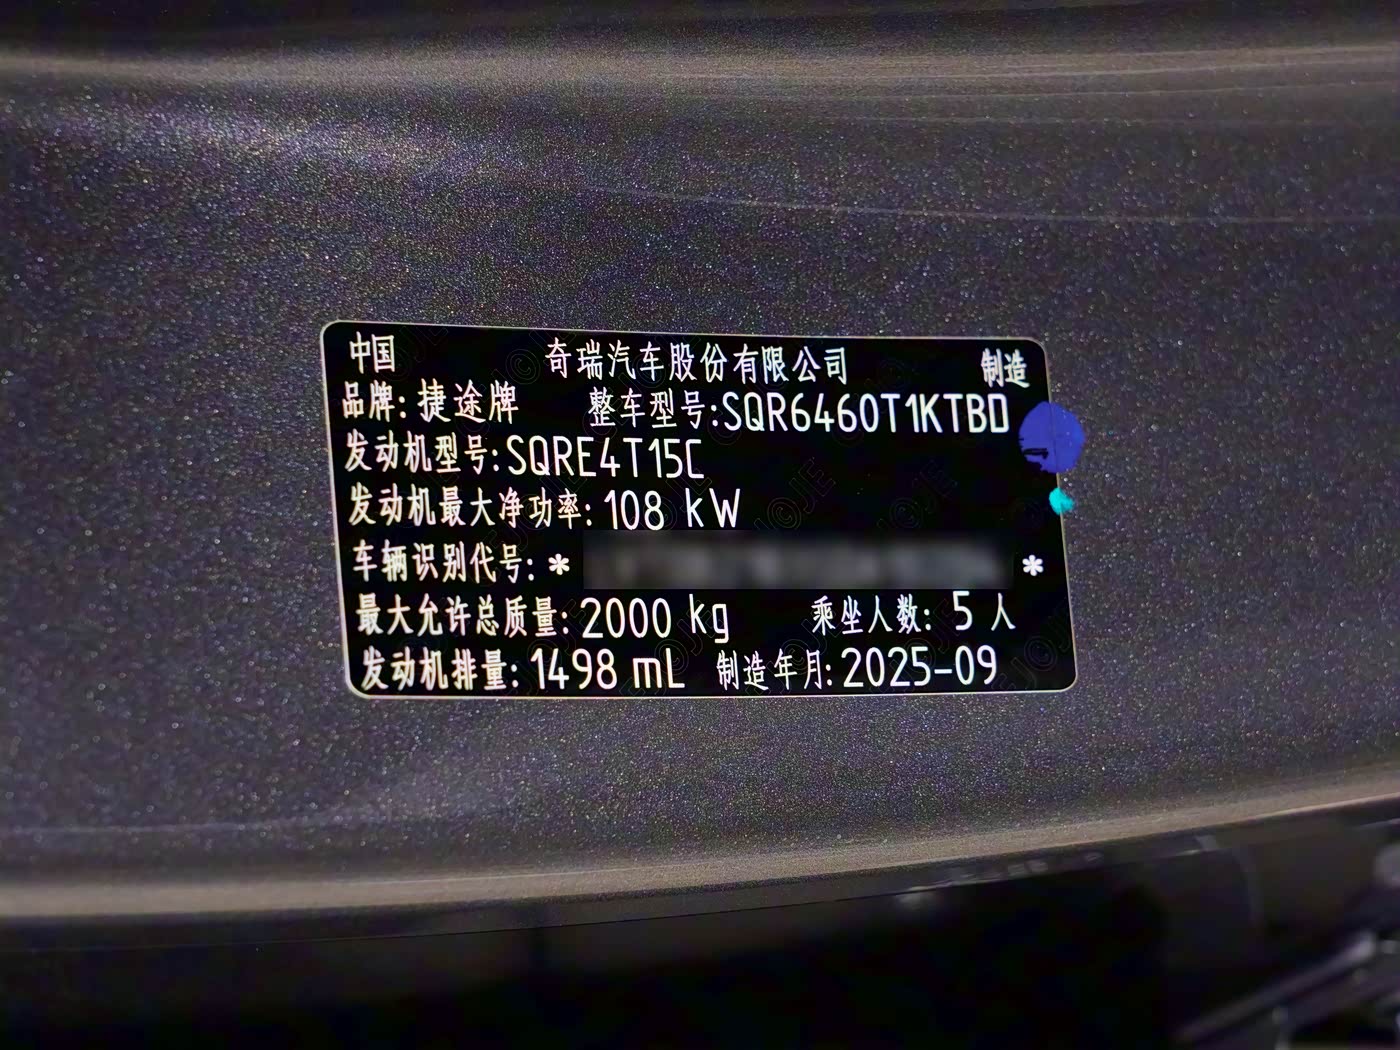 中国 奇瑞汽车股份有限公司 制造
品牌: 捷途牌 整车型号:SQR6460T1KTBD
发动机型号:SQRE4T15C
发动机最大净功率: 108 kW
车辆识别代号: * *
最大允许总质量: 2000 kg 乘坐人数: 5 人
发动机排量: 1498 mL 制造年月: 2025-09